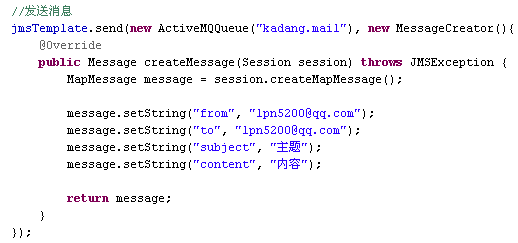 //发送消息
jmsTemplate.send(new ActiveMQQueue("kadang.mail"), new MessageCreator(){
    @Override
    public Message createMessage(Session session) throws JMSException {
        MapMessage message = session.createMapMessage();

        message.setString("from", "lpn5200@qq.com");
        message.setString("to", "lpn5200@qq.com");
        message.setString("subject", "主题");
        message.setString("content", "内容");

        return message;
    }
});